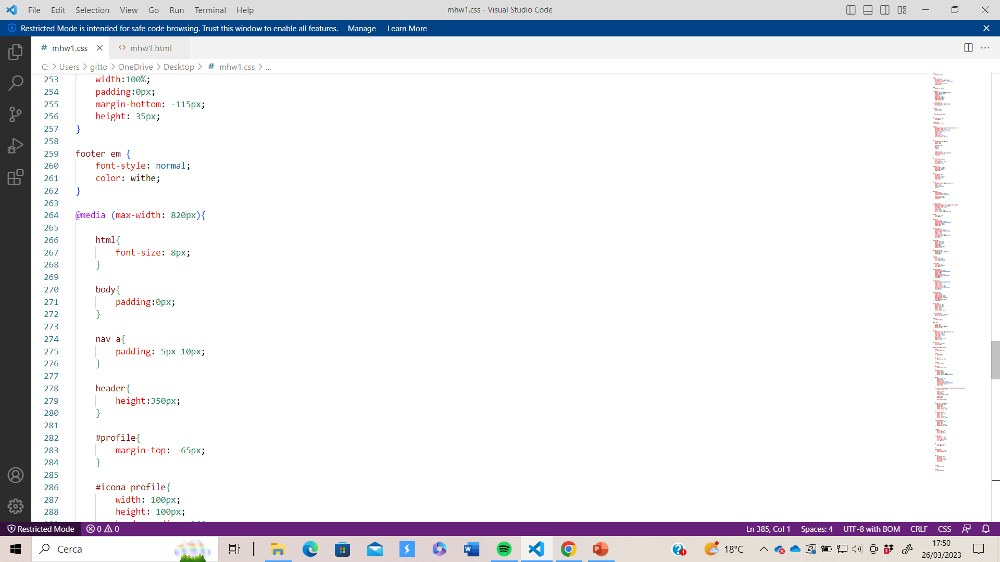 File Edit Selection View Go Run Terminal Help
mhw1.css - Visual Studio Code
Restricted Mode is intended for safe code browsing. Trust this window to enable all features. Manage Learn More
# mhw1.css
<> mhw1.html
C: > Users > gitto > OneDrive > Desktop > # mhw1.css > ...
253 width:100%;
254 padding:0px;
255 margin-bottom: -115px;
256 height: 35px;
257 }
258
259 footer em {
260 font-style: normal;
261 color: withe;
262 }
263
264 @media (max-width: 820px){
265
266 html{
267 font-size: 8px;
268 }
269
270 body{
271 padding:0px;
272 }
273
274 nav a{
275 padding: 5px 10px;
276 }
277
278 header{
279 height:350px;
280 }
281
282 #profile{
283 margin-top: -65px;
284 }
285
286 #icona_profile{
287 width: 100px;
288 height: 100px;
Restricted Mode 0 0 Ln 385, Col 1 Spaces: 4 UTF-8 with BOM CRLF CSS
Cerca
18°C
17:50
26/03/2023